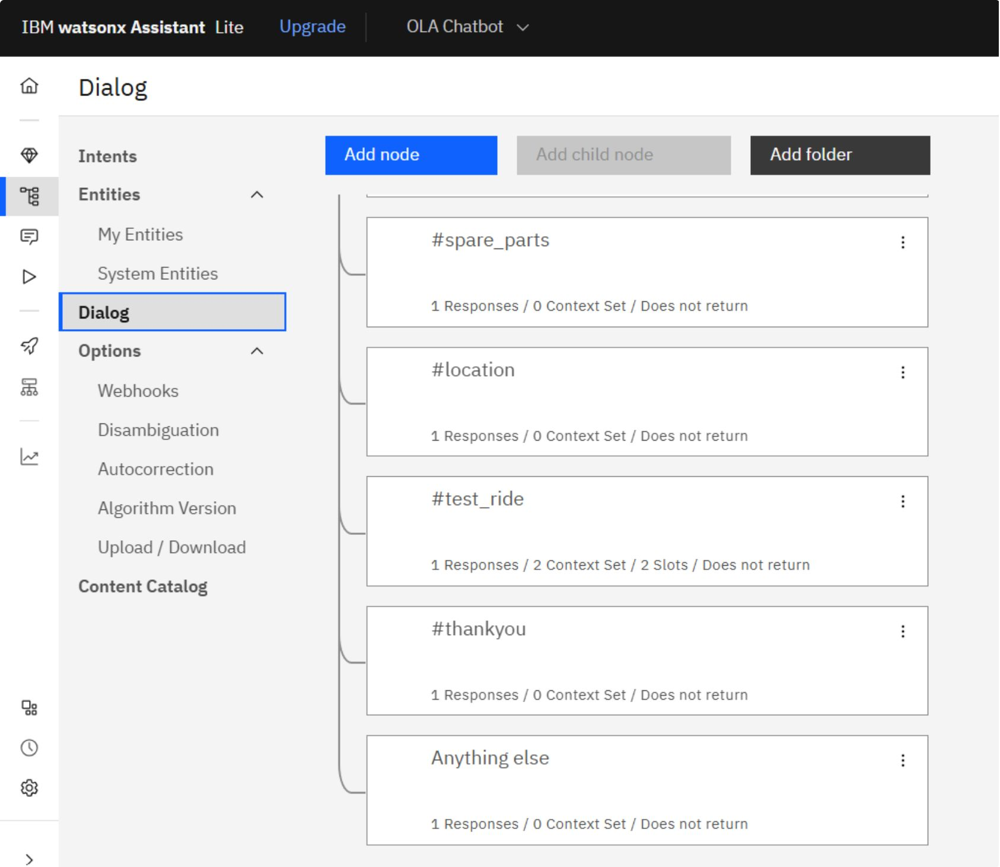 IBM watsonx Assistant Lite Upgrade OLA Chatbot
Dialog
Intents
Entities
My Entities
System Entities
Dialog
Options
Webhooks
Disambiguation
Autocorrection
Algorithm Version
Upload / Download
Content Catalog
Add node Add child node Add folder
#spare_parts
1 Responses / 0 Context Set / Does not return
#location
1 Responses / 0 Context Set / Does not return
#test_ride
1 Responses / 2 Context Set / 2 Slots / Does not return
#thankyou
1 Responses / 0 Context Set / Does not return
Anything else
1 Responses / 0 Context Set / Does not return